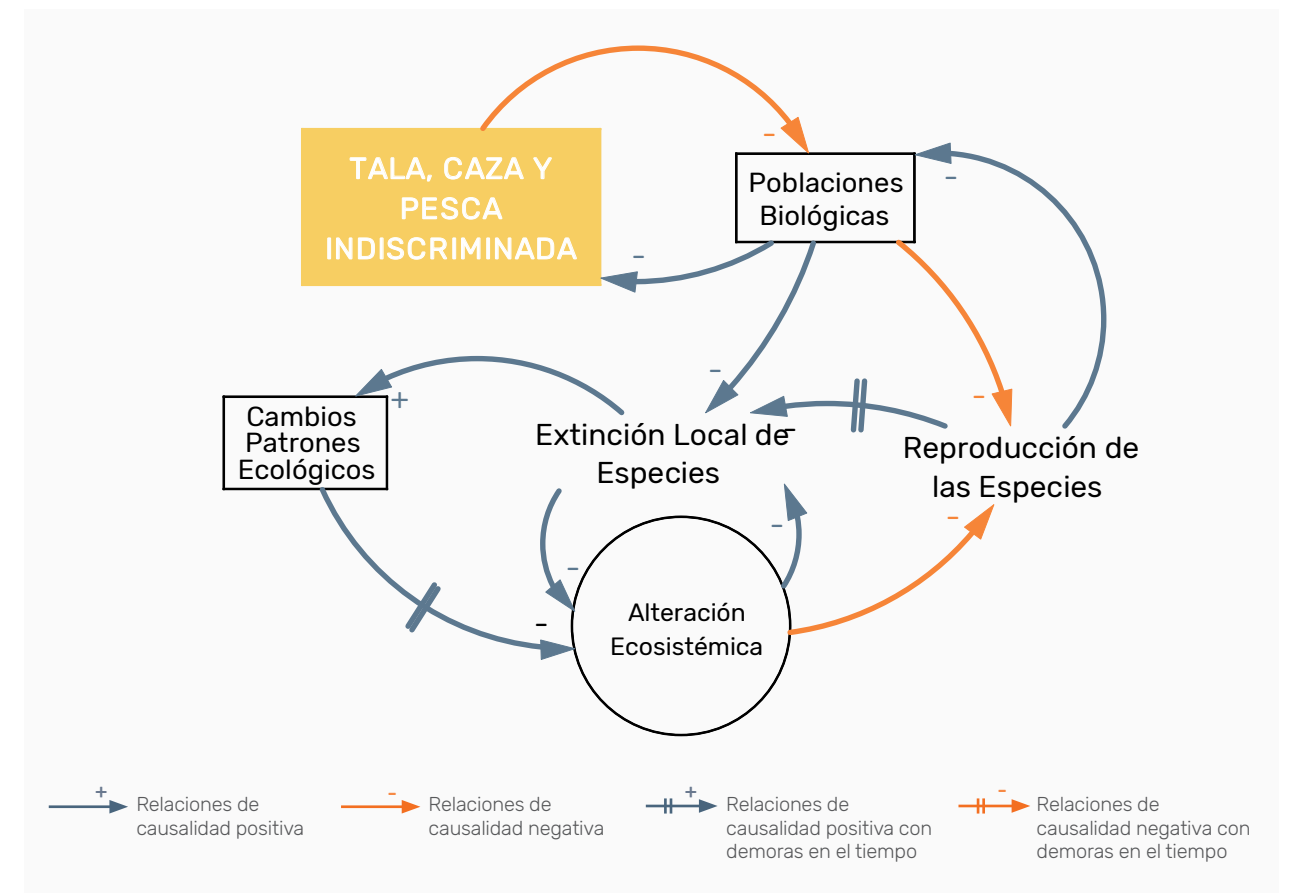 TALA, CAZA Y
PESCA
INDISCRIMINADA
-
Poblaciones
Biológicas
-
-
-
-
+
Cambios
Patrones
Ecológicos
Extinción Local de
-
Especies
Reproducción de
las Especies
-
-
-
-
Alteración
Ecosistémica
+
Relaciones de
causalidad positiva
-
Relaciones de
causalidad negativa
+
Relaciones de
causalidad positiva con
demoras en el tiempo
-
Relaciones de
causalidad negativa con
demoras en el tiempo